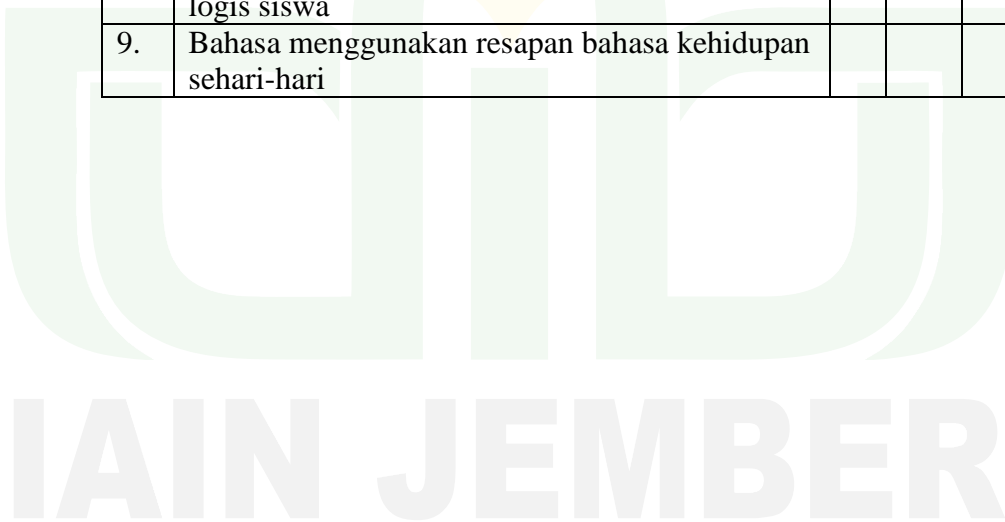 logis siswa
9. Bahasa menggunakan resapan bahasa kehidupan
sehari-hari
IAIN JEMBER